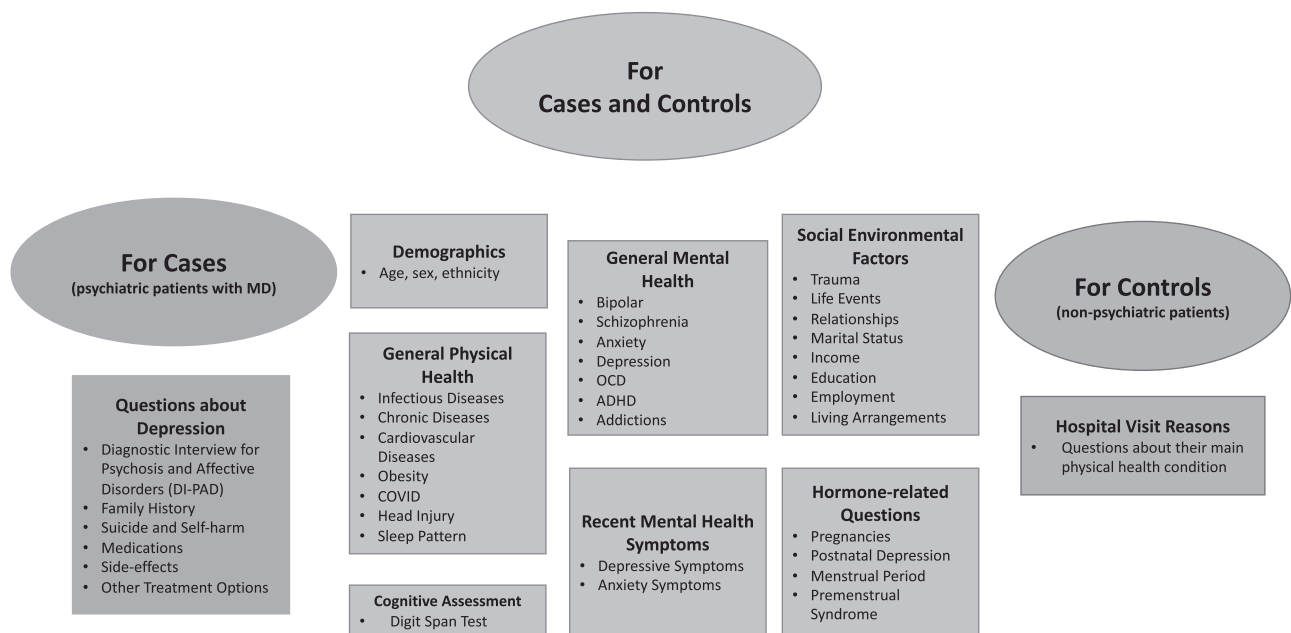 For
Cases and Controls
For Cases
(psychiatric patients with MD)
Questions about
Depression
• Diagnostic Interview for
Psychosis and Affective
Disorders (DI-PAD)
• Family History
• Suicide and Self-harm
• Medications
• Side-effects
• Other Treatment Options
Demographics
• Age, sex, ethnicity
General Physical
Health
• Infectious Diseases
• Chronic Diseases
• Cardiovascular
Diseases
• Obesity
• COVID
• Head Injury
• Sleep Pattern
Cognitive Assessment
• Digit Span Test
General Mental
Health
• Bipolar
• Schizophrenia
• Anxiety
• Depression
• OCD
• ADHD
• Addictions
Recent Mental Health
Symptoms
• Depressive Symptoms
• Anxiety Symptoms
Social Environmental
Factors
• Trauma
• Life Events
• Relationships
• Marital Status
• Income
• Education
• Employment
• Living Arrangements
Hormone-related
Questions
• Pregnancies
• Postnatal Depression
• Menstrual Period
• Premenstrual
Syndrome
For Controls
(non-psychiatric patients)
Hospital Visit Reasons
• Questions about their main
physical health condition